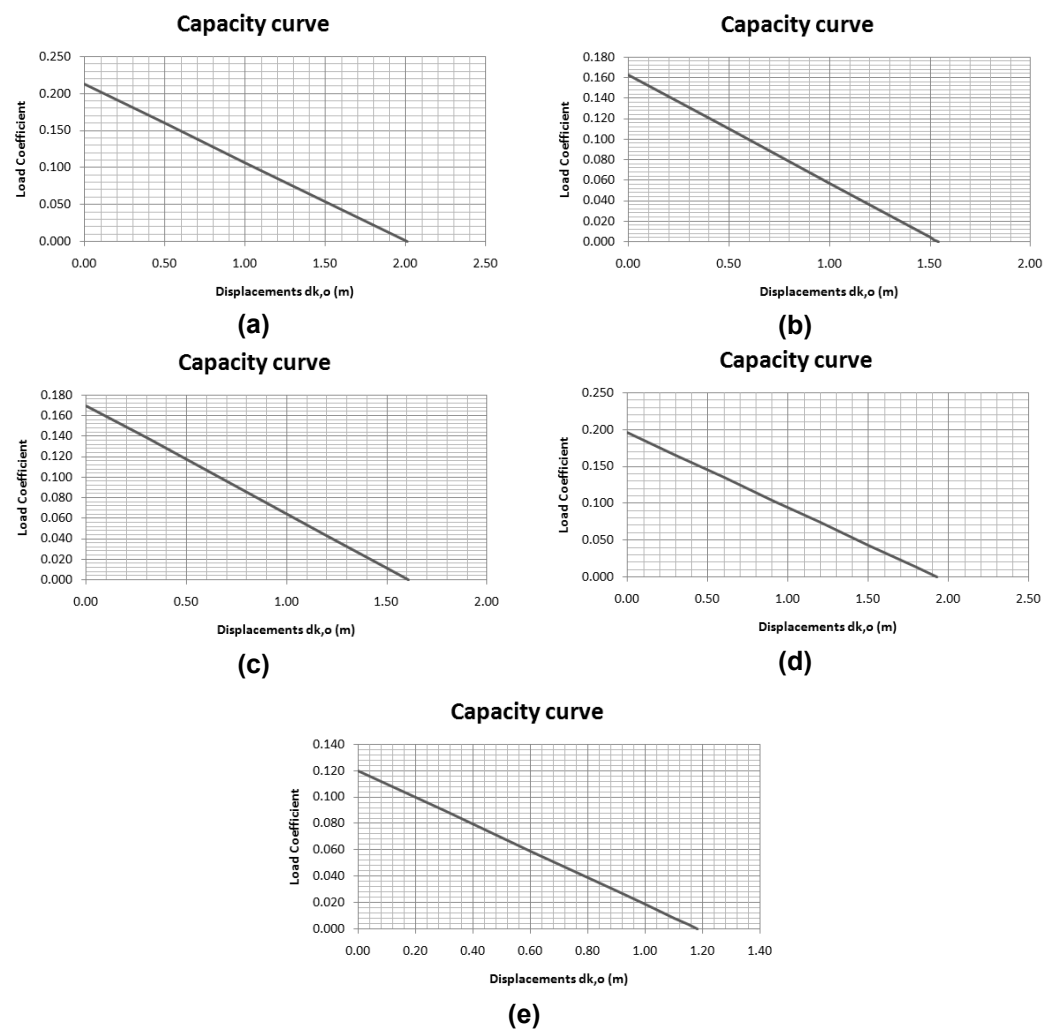 Capacity curve
0.250
0.200
0.150
0.100
0.050
0.000
Load Coefficient
0.00 0.50 1.00 1.50 2.00 2.50
Displacements dk,o (m)
(a)
Capacity curve
0.180
0.160
0.140
0.120
0.100
0.080
0.060
0.040
0.020
0.000
Load Coefficient
0.00 0.50 1.00 1.50 2.00
Displacements dk,o (m)
(b)
Capacity curve
0.180
0.160
0.140
0.120
0.100
0.080
0.060
0.040
0.020
0.000
Load Coefficient
0.00 0.50 1.00 1.50 2.00
Displacements dk,o (m)
(c)
Capacity curve
0.250
0.200
0.150
0.100
0.050
0.000
Load Coefficient
0.00 0.50 1.00 1.50 2.00 2.50
Displacements dk,o (m)
(d)
Capacity curve
0.140
0.120
0.100
0.080
0.060
0.040
0.020
0.000
Load Coefficient
0.00 0.20 0.40 0.60 0.80 1.00 1.20 1.40
Displacements dk,o (m)
(e)